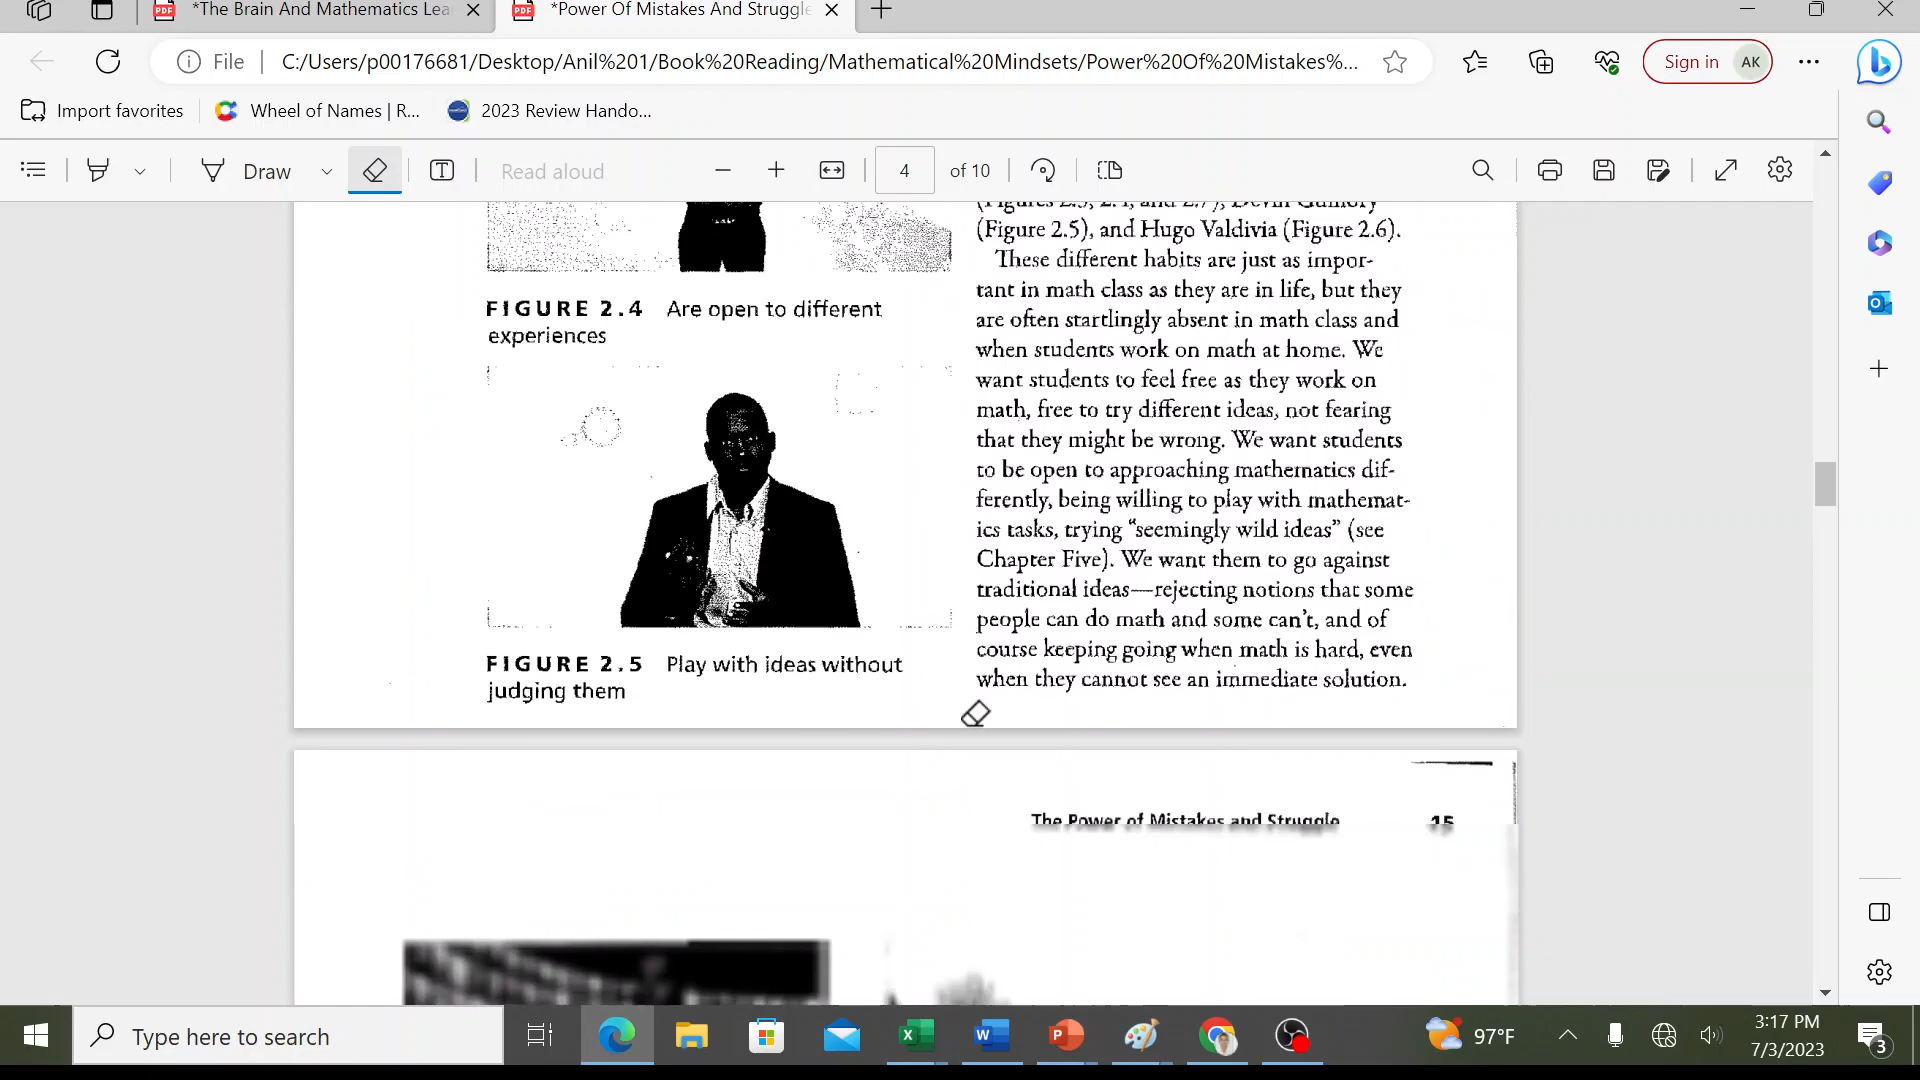 *The Brain And Mathematics Lea
*Power Of Mistakes And Struggle
File
C:/Users/p00176681/Desktop/Anil%201/Book%20Reading/Mathematical%20Mindsets/Power%20Of%20Mistakes%...
Sign in AK
Import favorites
Wheel of Names | R...
2023 Review Hando...
Draw
Read aloud
4 of 10
FIGURE 2.4 Are open to different
experiences
FIGURE 2.5 Play with ideas without
judging them
(Figures 2.3, 2.4, and 2.7), Devin Guillory
(Figure 2.5), and Hugo Valdivia (Figure 2.6).
These different habits are just as impor-
tant in math class as they are in life, but they
are often startlingly absent in math class and
when students work on math at home. We
want students to feel free as they work on
math, free to try different ideas, not fearing
that they might be wrong. We want students
to be open to approaching mathematics dif-
ferently, being willing to play with mathemat-
ics tasks, trying “seemingly wild ideas” (see
Chapter Five). We want them to go against
traditional ideas—rejecting notions that some
people can do math and some can't, and of
course keeping going when math is hard, even
when they cannot see an immediate solution.
The Power of Mistakes and Struggle 15
Type here to search
97°F
3:17 PM
7/3/2023
3